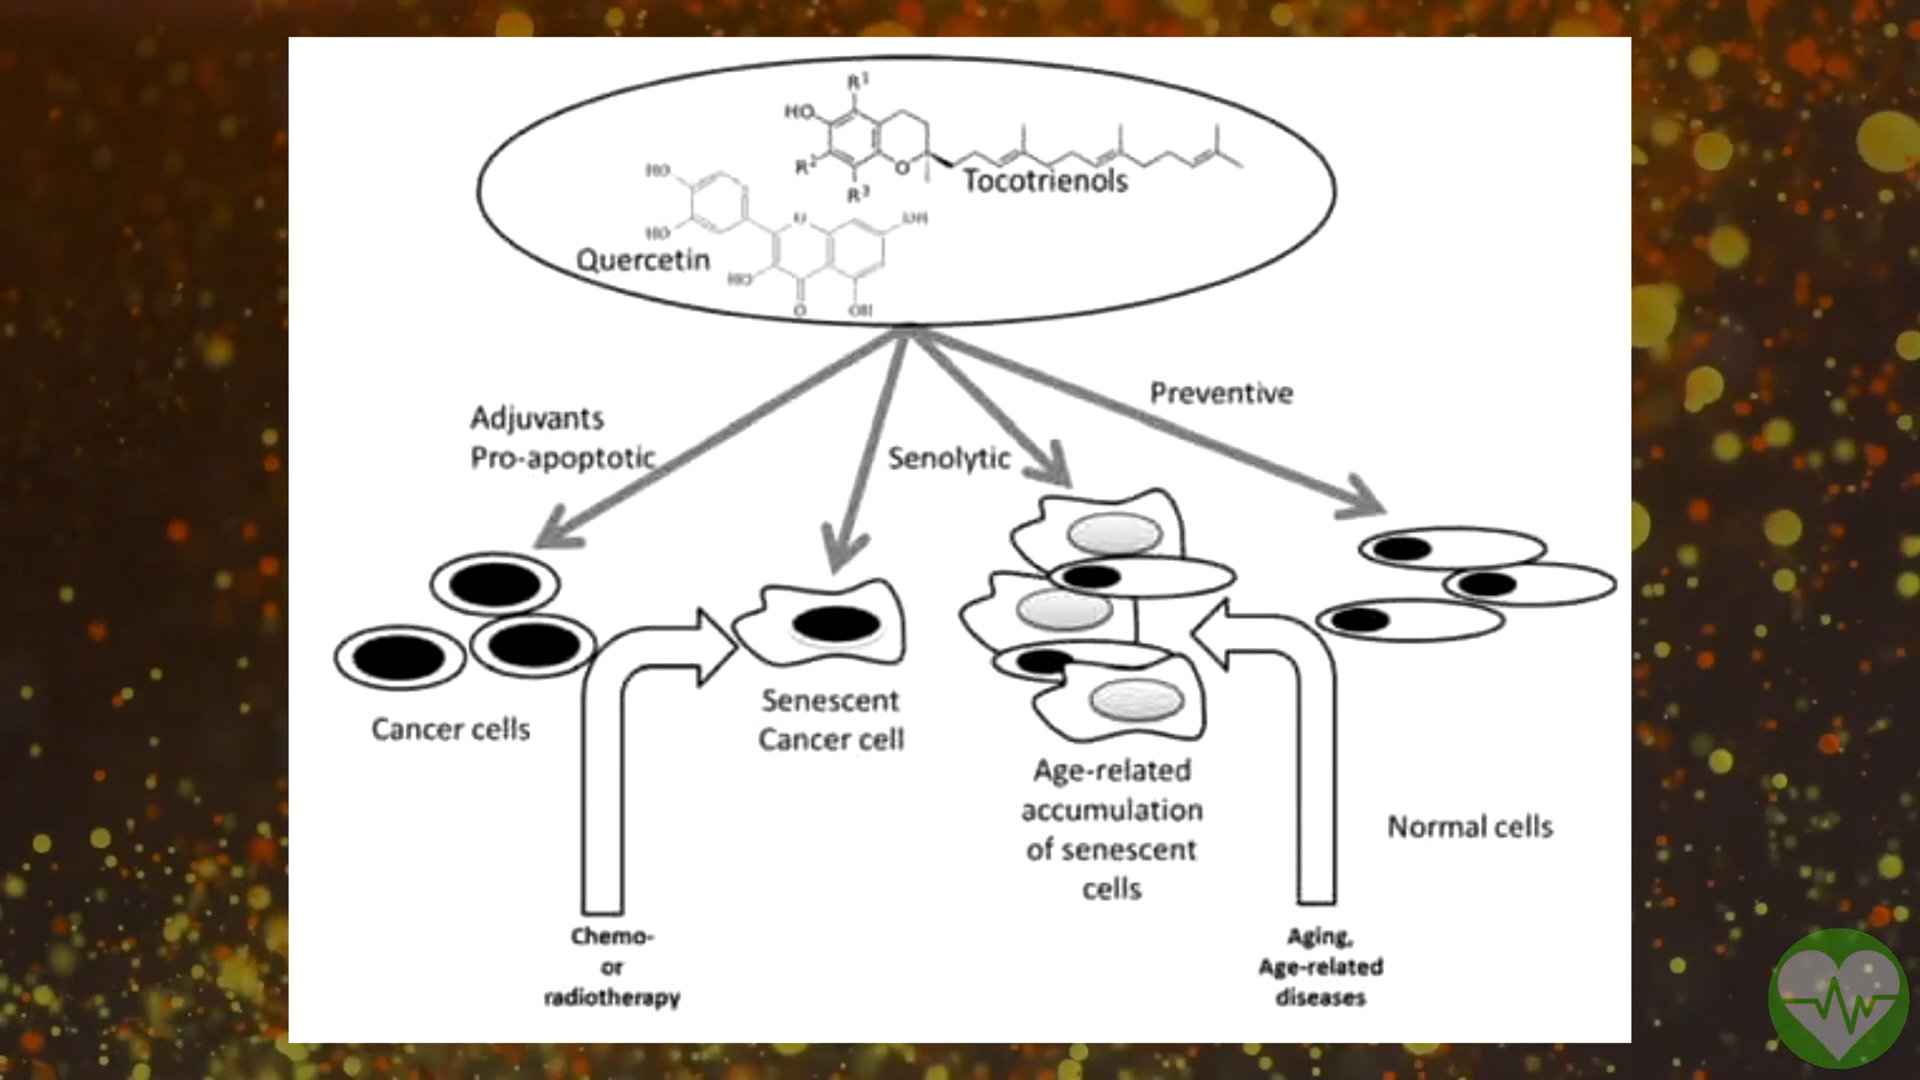 R¹
HO
R²
O
R³
Tocotrienols
HO
HO
O
OH
Quercetin
OH
O
OH
Adjuvants
Pro-apoptotic
Senolytic
Preventive
Cancer cells
Senescent
Cancer cell
Age-related
accumulation
of senescent
cells
Normal cells
Chemo-
or
radiotherapy
Aging,
Age-related
diseases